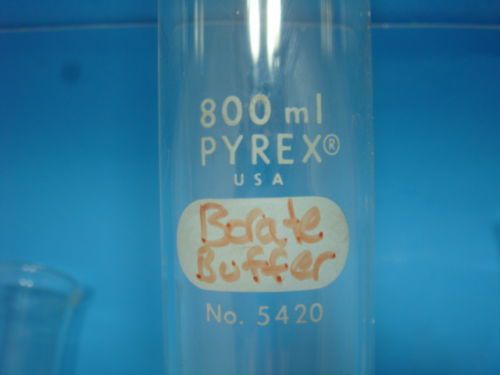 800 ml
PYREX®
USA
Borate
Buffer
No. 5420